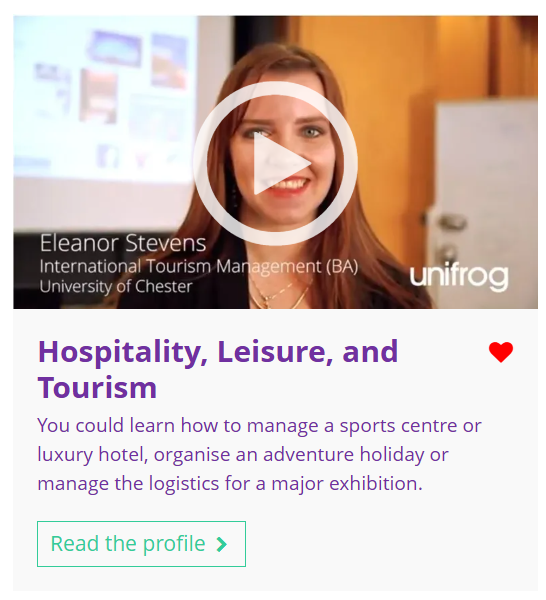 Eleanor Stevens
International Tourism Management (BA)
University of Chester
unifrog
Hospitality, Leisure, and
Tourism
You could learn how to manage a sports centre or
luxury hotel, organise an adventure holiday or
manage the logistics for a major exhibition.
Read the profile